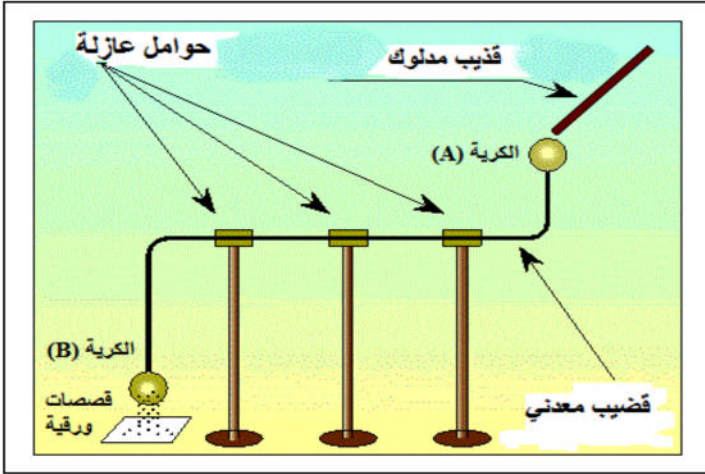 حوامل عازلة
قذيب مدلوك
الكرية (A)
الكرية (B)
قصصات
ورقية
قضيب معدني